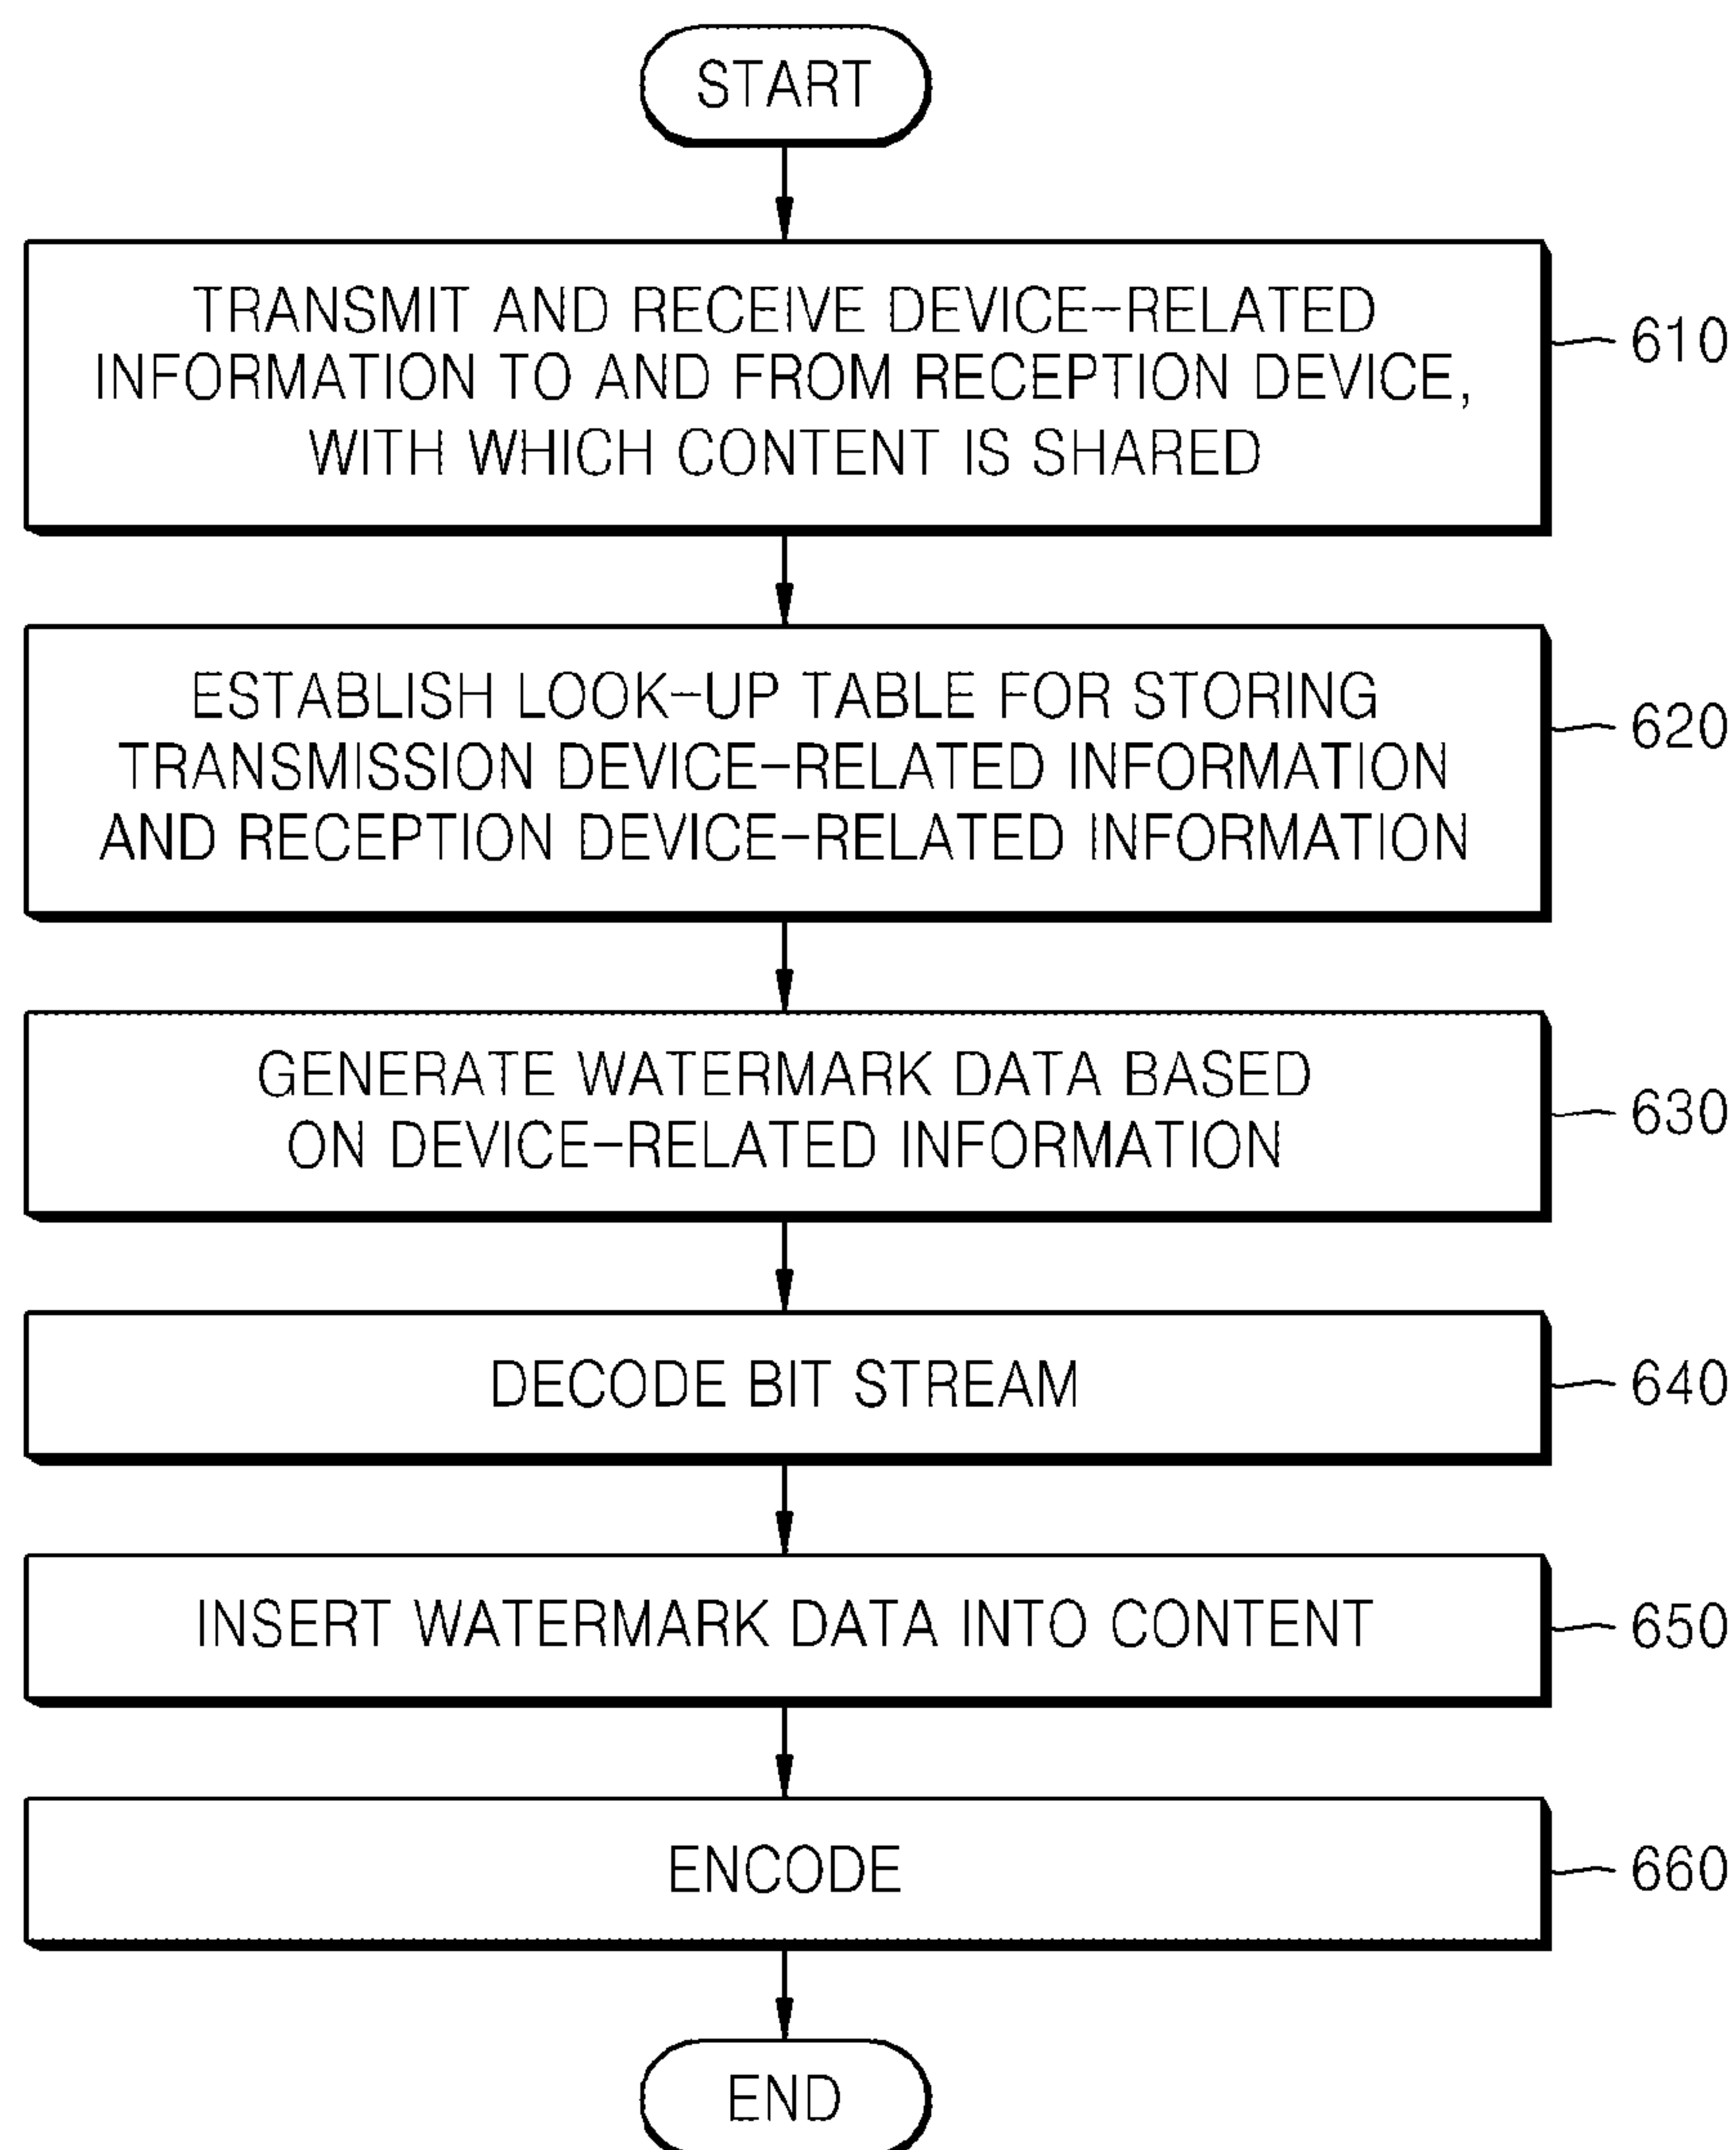 START
TRANSMIT AND RECEIVE DEVICE-RELATED
INFORMATION TO AND FROM RECEPTION DEVICE,
WITH WHICH CONTENT IS SHARED
610
ESTABLISH LOOK-UP TABLE FOR STORING
TRANSMISSION DEVICE-RELATED INFORMATION
AND RECEPTION DEVICE-RELATED INFORMATION
620
GENERATE WATERMARK DATA BASED
ON DEVICE-RELATED INFORMATION
630
DECODE BIT STREAM
640
INSERT WATERMARK DATA INTO CONTENT
650
ENCODE
660
END